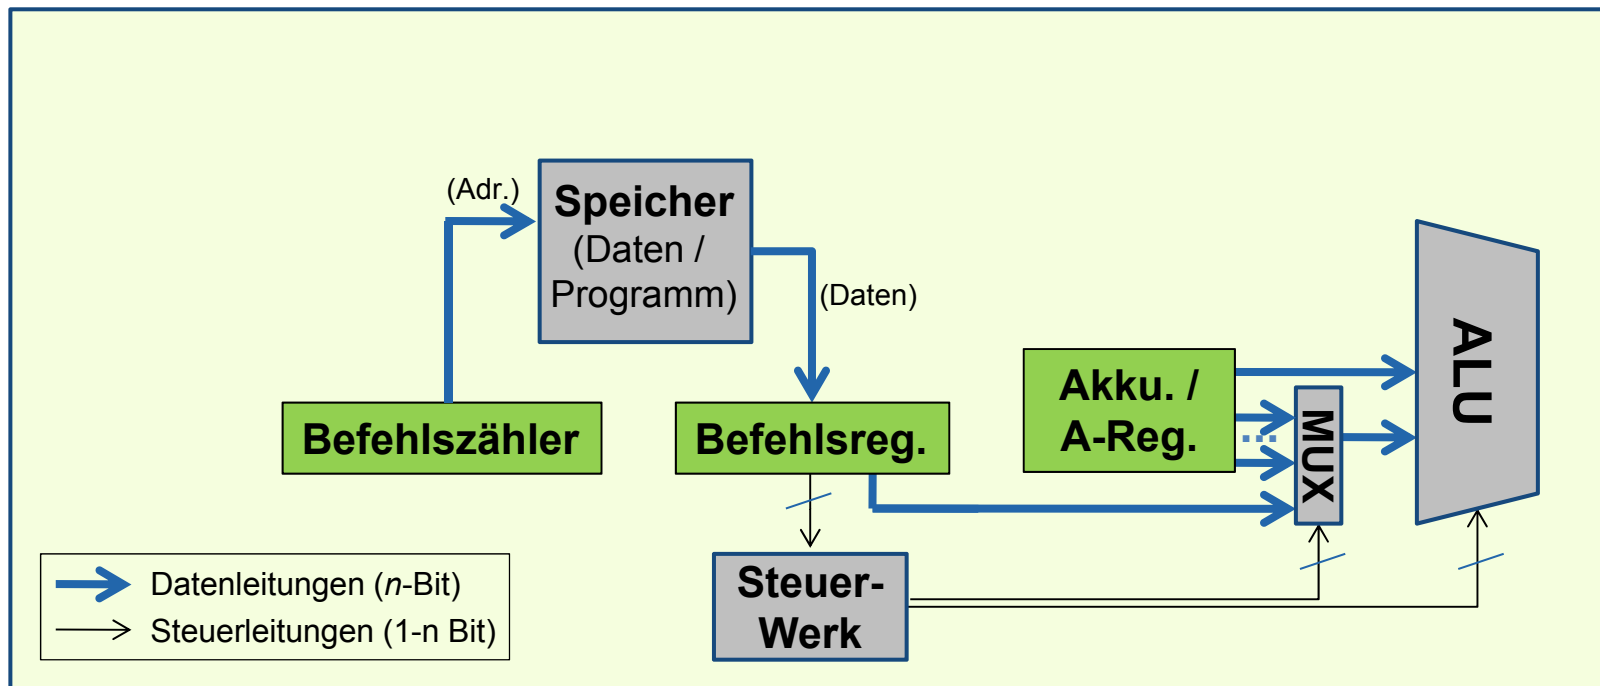 (Adr.)
Speicher
(Daten /
Programm)
(Daten)
Befehlszähler
Befehlsreg.
Akku. /
A-Reg.
...
MUX
ALU
Steuer-
Werk
Datenleitungen (n-Bit)
Steuerleitungen (1-n Bit)